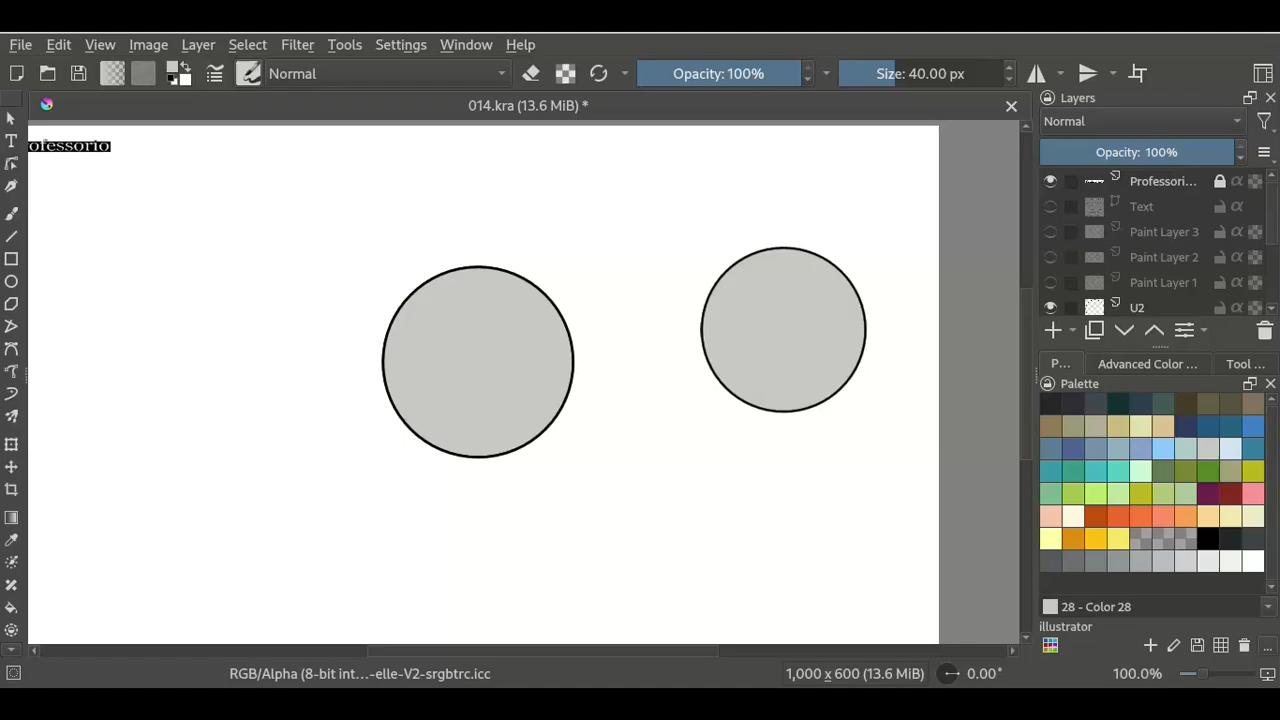 File Edit View Image Layer Select Filter Tools Settings Window Help
Normal Opacity: 100% Size: 40.00 px
014.kra (13.6 MiB) *
ofessorio
Layers
Normal
Opacity: 100%
Professori...
Text
Paint Layer 3
Paint Layer 2
Paint Layer 1
U2
P... Advanced Color ... Tool ...
Palette
28 - Color 28
illustrator
...
RGB/Alpha (8-bit int...-elle-V2-srgbtrc.icc 1,000 x 600 (13.6 MiB) 0.00° 100.0%